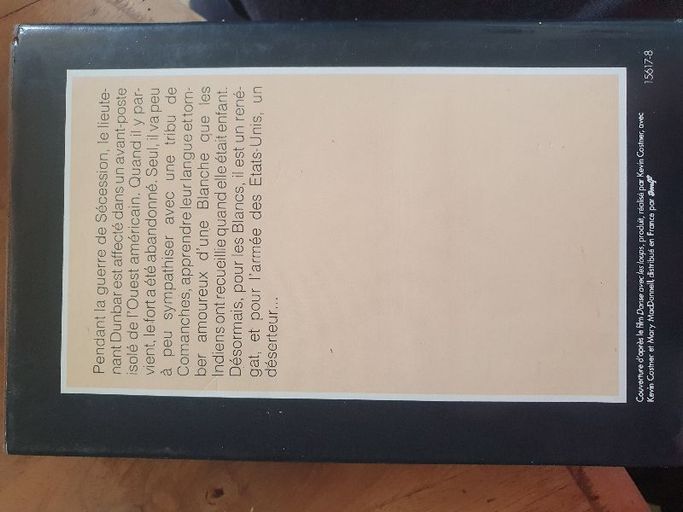 Pendant la guerre de Sécession, le lieute-
nant Dunbar est affecté dans un avant-poste
isolé de l'Ouest américain. Quand il y par-
vient, le fort a été abandonné. Seul, il va peu
à peu sympathiser avec une tribu de
Comanches, apprendre leur langue et tom-
ber amoureux d'une Blanche que les
Indiens ont recueillie quand elle était enfant.
Désormais, pour les Blancs, il est un rené-
gat, et pour l'armée des Etats-Unis, un
déserteur...
Couverture d'après le film Danse avec les loups, produit, réalisé par Kevin Costner, avec
Kevin Costner et Mary MacDonnell, distribué en France par
15617-8